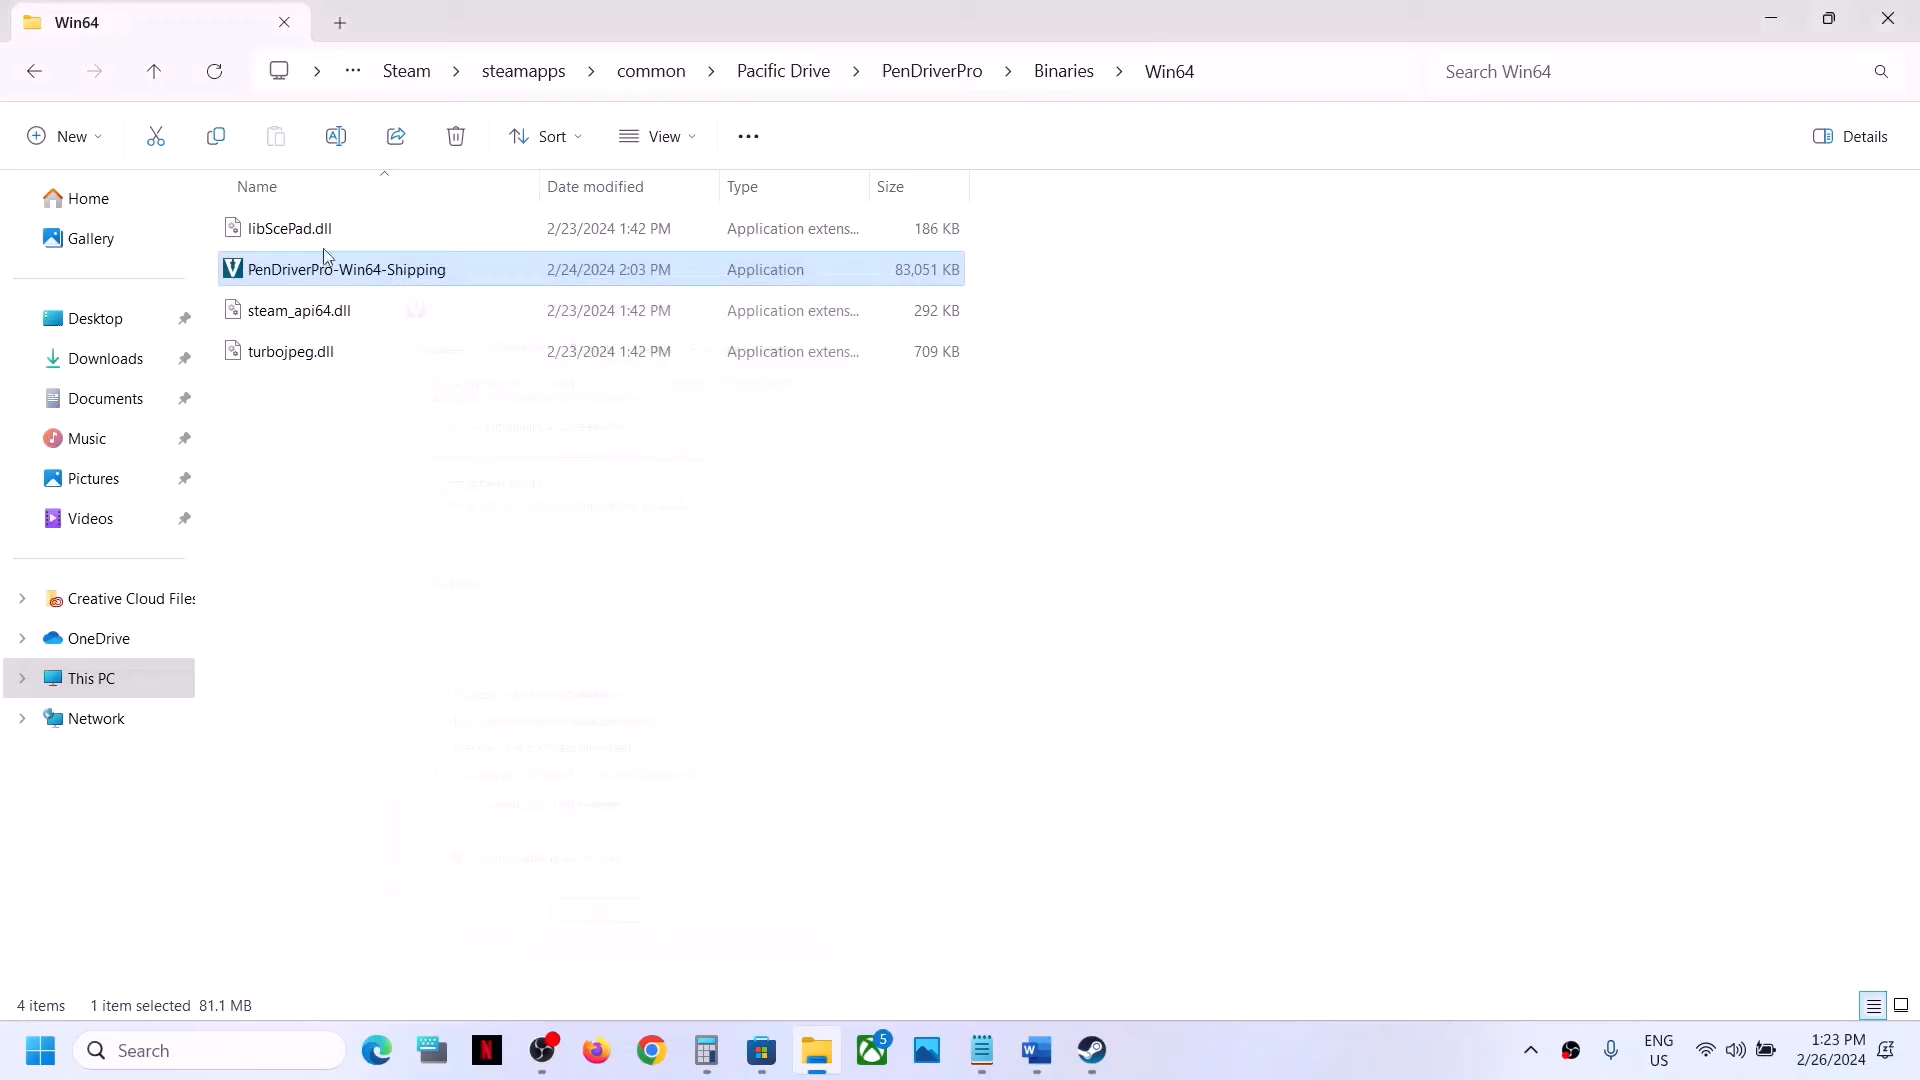 Win64
Steam steamapps common Pacific Drive PenDriverPro Binaries Win64
Search Win64
New
Sort
View
Details
Name Date modified Type Size
Home
Gallery
Desktop
Downloads
Documents
Music
Pictures
Videos
Creative Cloud Files
OneDrive
This PC
Network
libScePad.dll 2/23/2024 1:42 PM Application extens... 186 KB
PenDriverPro-Win64-Shipping 2/24/2024 2:03 PM Application 83,051 KB
steam_api64.dll 2/23/2024 1:42 PM Application extens... 292 KB
turbojpeg.dll 2/23/2024 1:42 PM Application extens... 709 KB
4 items 1 item selected 81.1 MB
Search
5
ENG
US
1:23 PM
2/26/2024